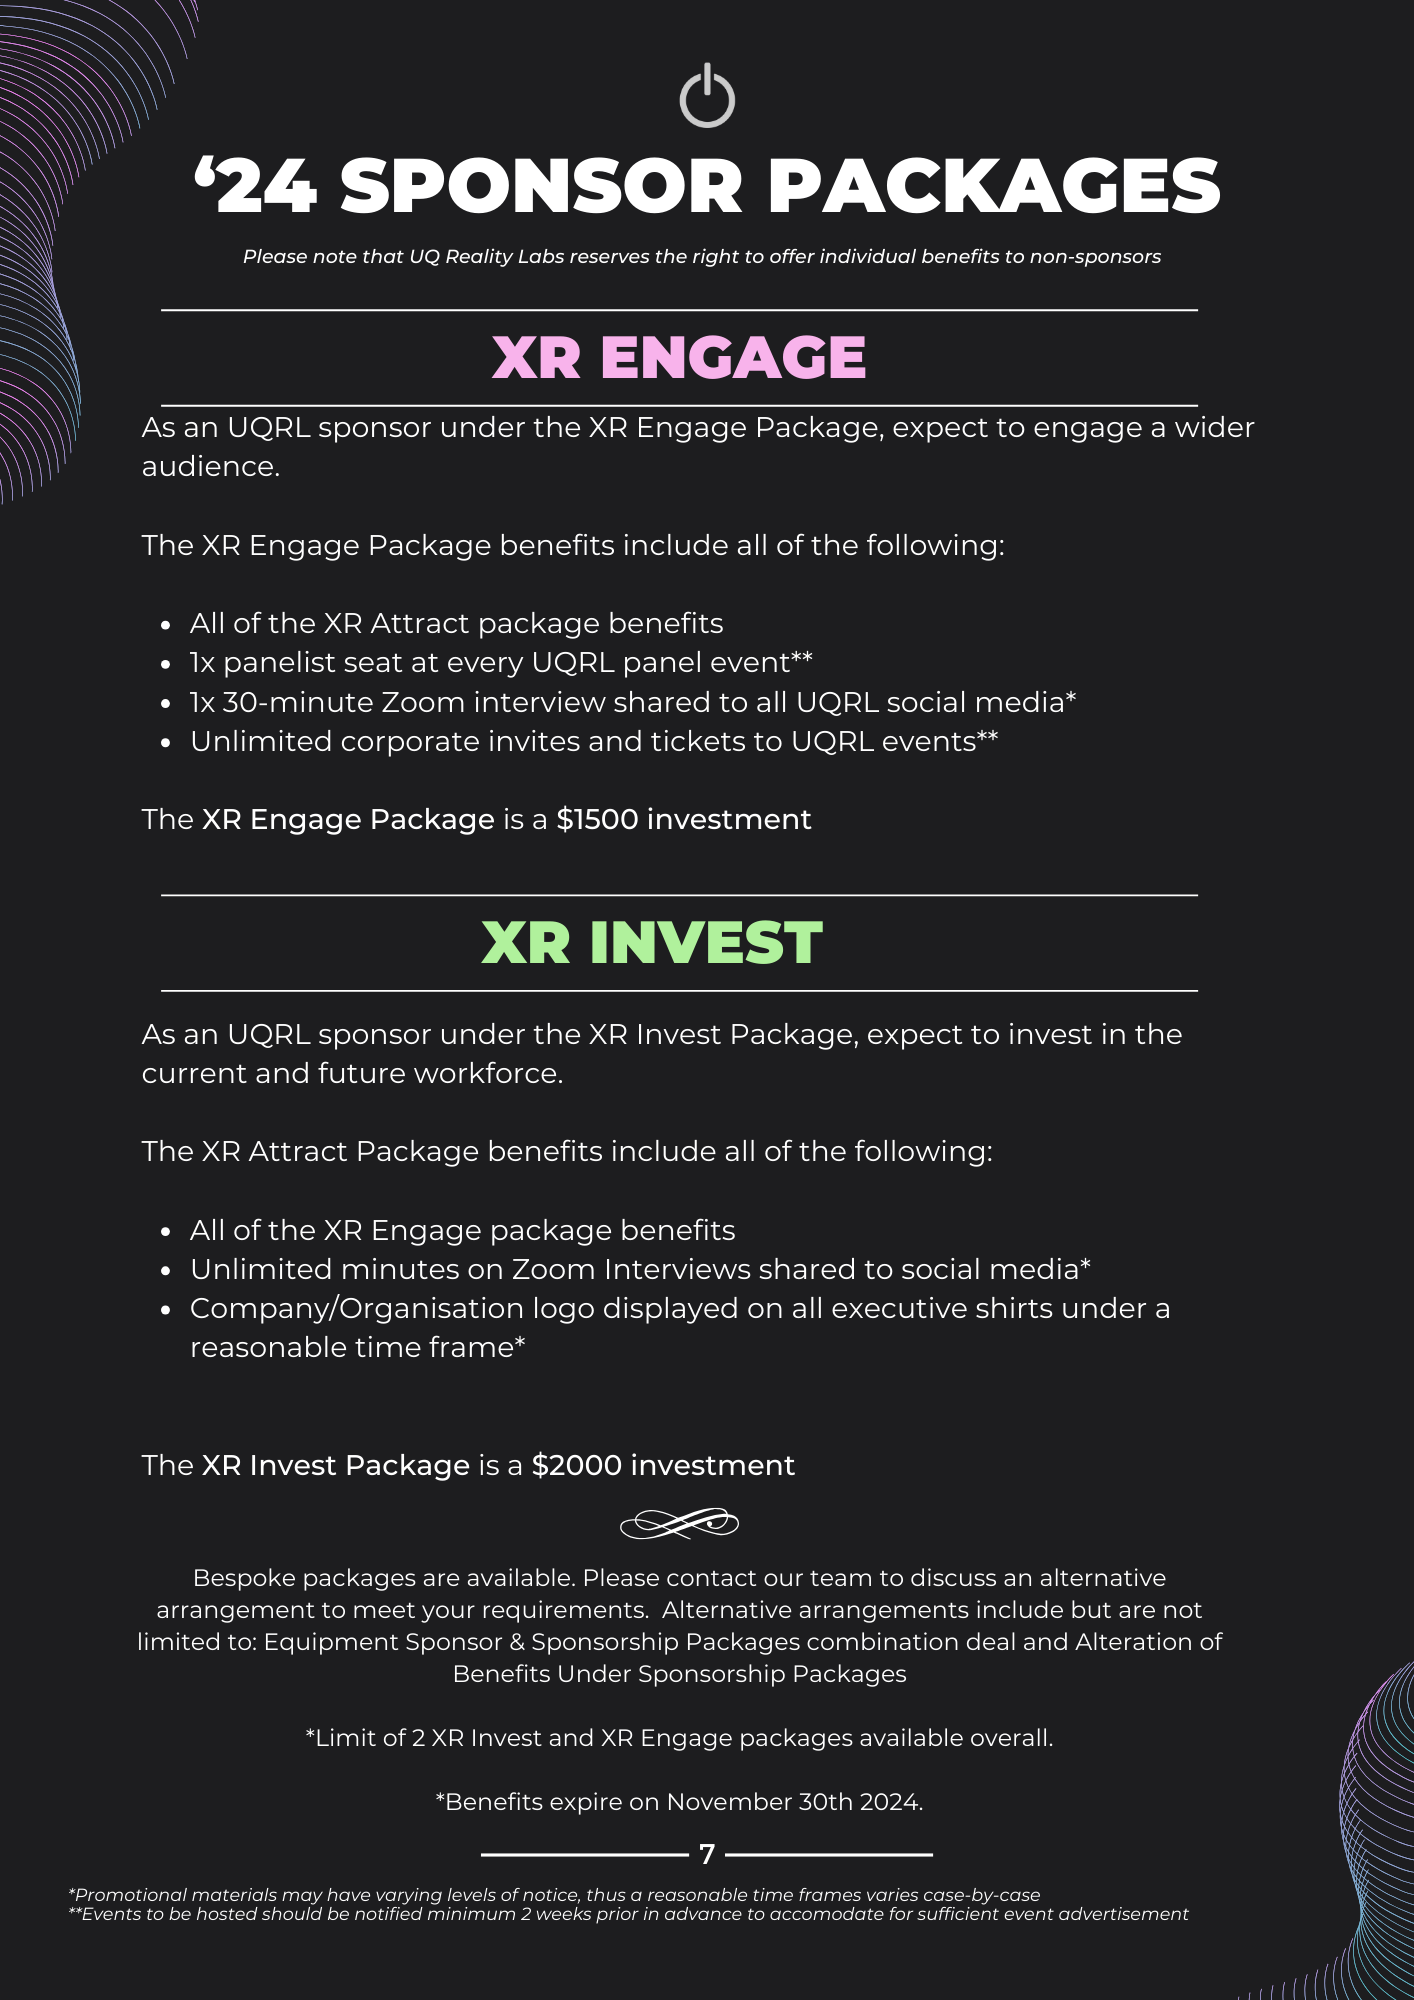 ‘24 SPONSOR PACKAGES
Please note that UQ Reality Labs reserves the right to offer individual benefits to non-sponsors
XR ENGAGE
As an UQRL sponsor under the XR Engage Package, expect to engage a wider
audience.
The XR Engage Package benefits include all of the following:
• All of the XR Attract package benefits
• 1x panelist seat at every UQRL panel event**
• 1x 30-minute Zoom interview shared to all UQRL social media*
• Unlimited corporate invites and tickets to UQRL events**
The XR Engage Package is a $1500 investment
XR INVEST
As an UQRL sponsor under the XR Invest Package, expect to invest in the
current and future workforce.
The XR Attract Package benefits include all of the following:
• All of the XR Engage package benefits
• Unlimited minutes on Zoom Interviews shared to social media*
• Company/Organisation logo displayed on all executive shirts under a
reasonable time frame*
The XR Invest Package is a $2000 investment
Bespoke packages are available. Please contact our team to discuss an alternative
arrangement to meet your requirements.  Alternative arrangements include but are not
limited to: Equipment Sponsor & Sponsorship Packages combination deal and Alteration of
Benefits Under Sponsorship Packages
*Limit of 2 XR Invest and XR Engage packages available overall.
*Benefits expire on November 30th 2024.
7
*Promotional materials may have varying levels of notice, thus a reasonable time frames varies case-by-case
**Events to be hosted should be notified minimum 2 weeks prior in advance to accomodate for sufficient event advertisement